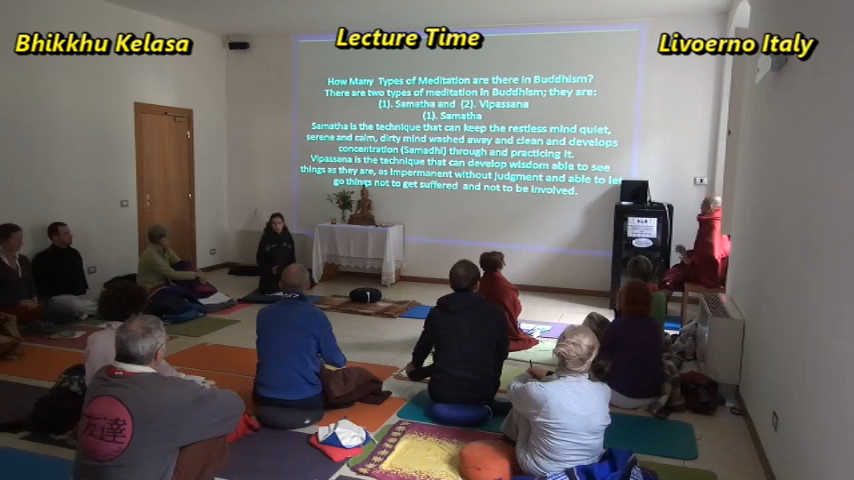 Bhikkhu Kelasa
Lecture Time
Livoerno Italy
How Many Types of Meditation are there in Buddhism?
There are two types of meditation in Buddhism; they are:
(1). Samatha and (2). Vipassana
(1). Samatha
Samatha is the technique that can keep the restless mind quiet,
serene and calm, dirty mind washed away and clean and develops
concentration (Samadhi) through and practicing it.
Vipassana is the technique that can develop wisdom able to see
things as they are, as impermanent without judgment and able to let
go things not to get suffered and not to be involved.
友達